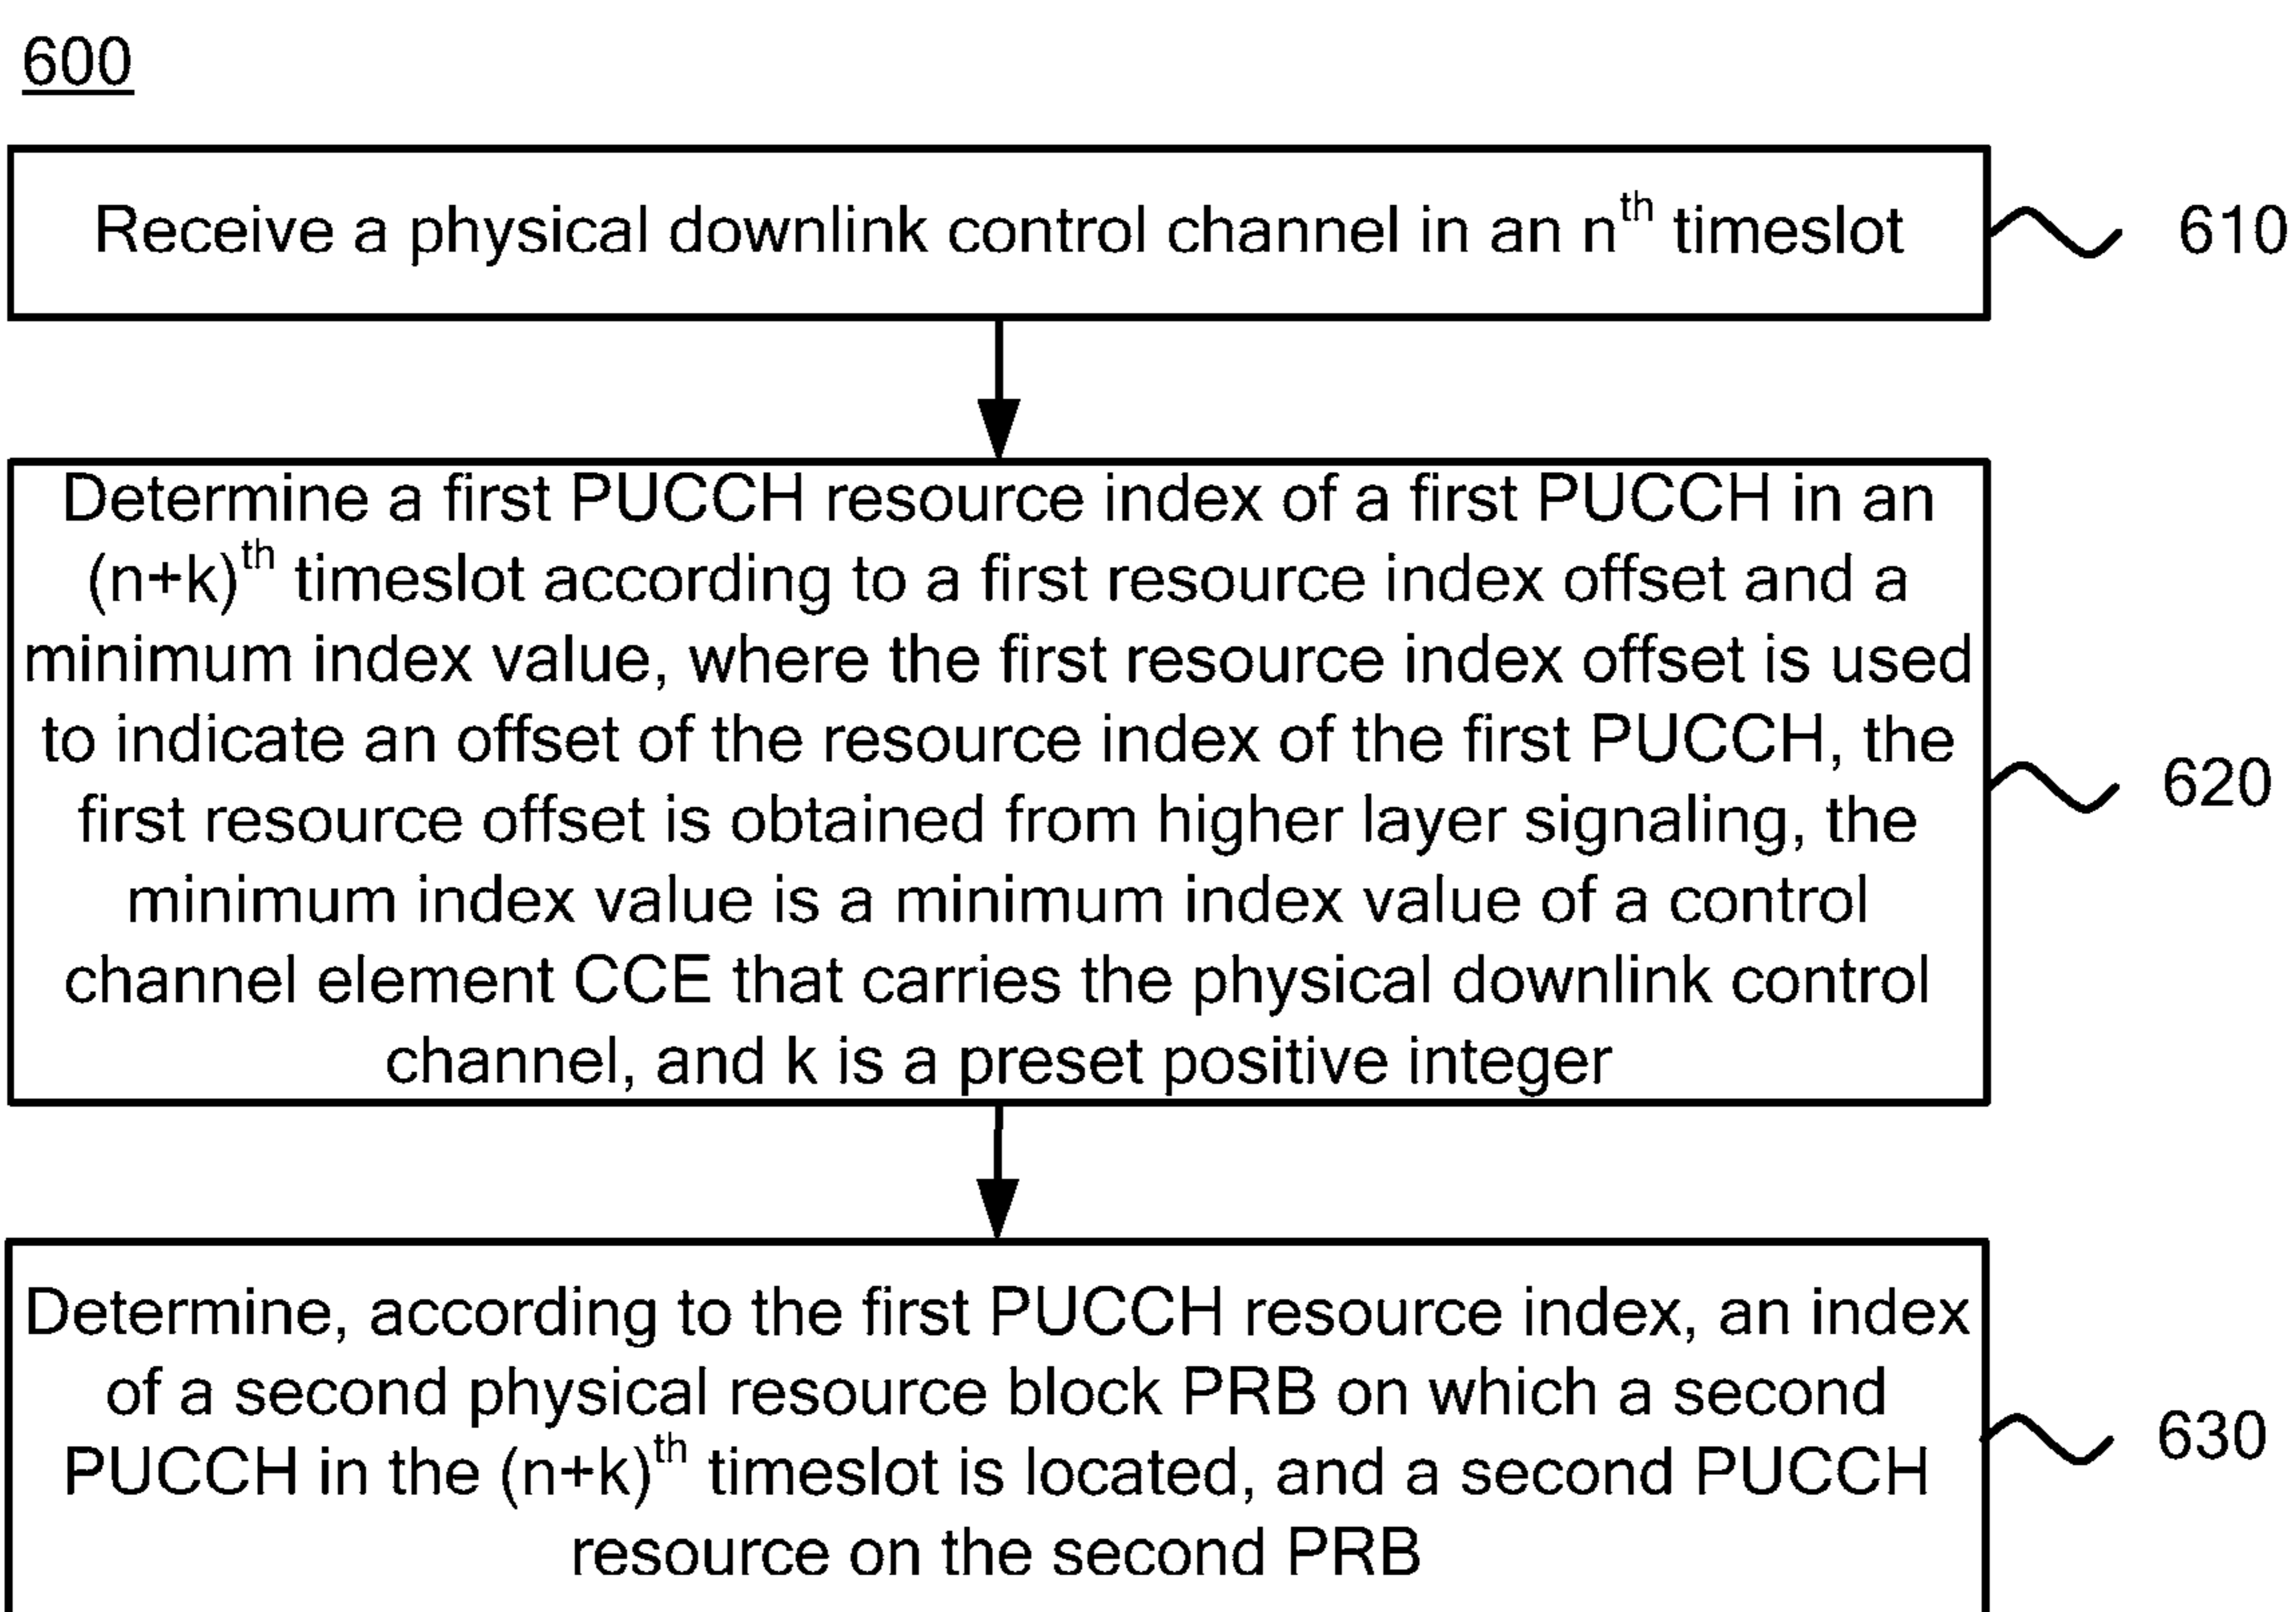 600
Receive a physical downlink control channel in an nth timeslot
610
Determine a first PUCCH resource index of a first PUCCH in an
(n+k)th timeslot according to a first resource index offset and a
minimum index value, where the first resource index offset is used
to indicate an offset of the resource index of the first PUCCH, the
first resource offset is obtained from higher layer signaling, the
minimum index value is a minimum index value of a control
channel element CCE that carries the physical downlink control
channel, and k is a preset positive integer
620
Determine, according to the first PUCCH resource index, an index
of a second physical resource block PRB on which a second
PUCCH in the (n+k)th timeslot is located, and a second PUCCH
resource on the second PRB
630